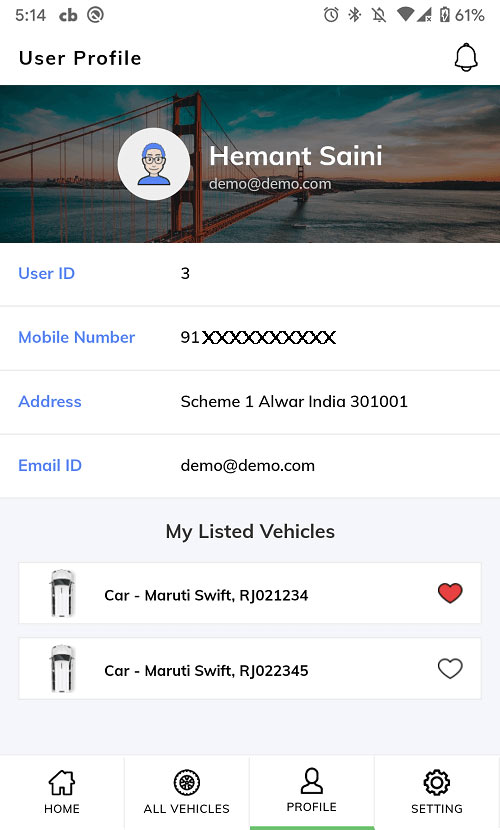 5:14 cb 61%
User Profile
Hemant Saini
demo@demo.com
User ID 3
Mobile Number 91XXXXXXXXXX
Address Scheme 1 Alwar India 301001
Email ID demo@demo.com
My Listed Vehicles
Car - Maruti Swift, RJ021234
Car - Maruti Swift, RJ022345
HOME ALL VEHICLES PROFILE SETTING